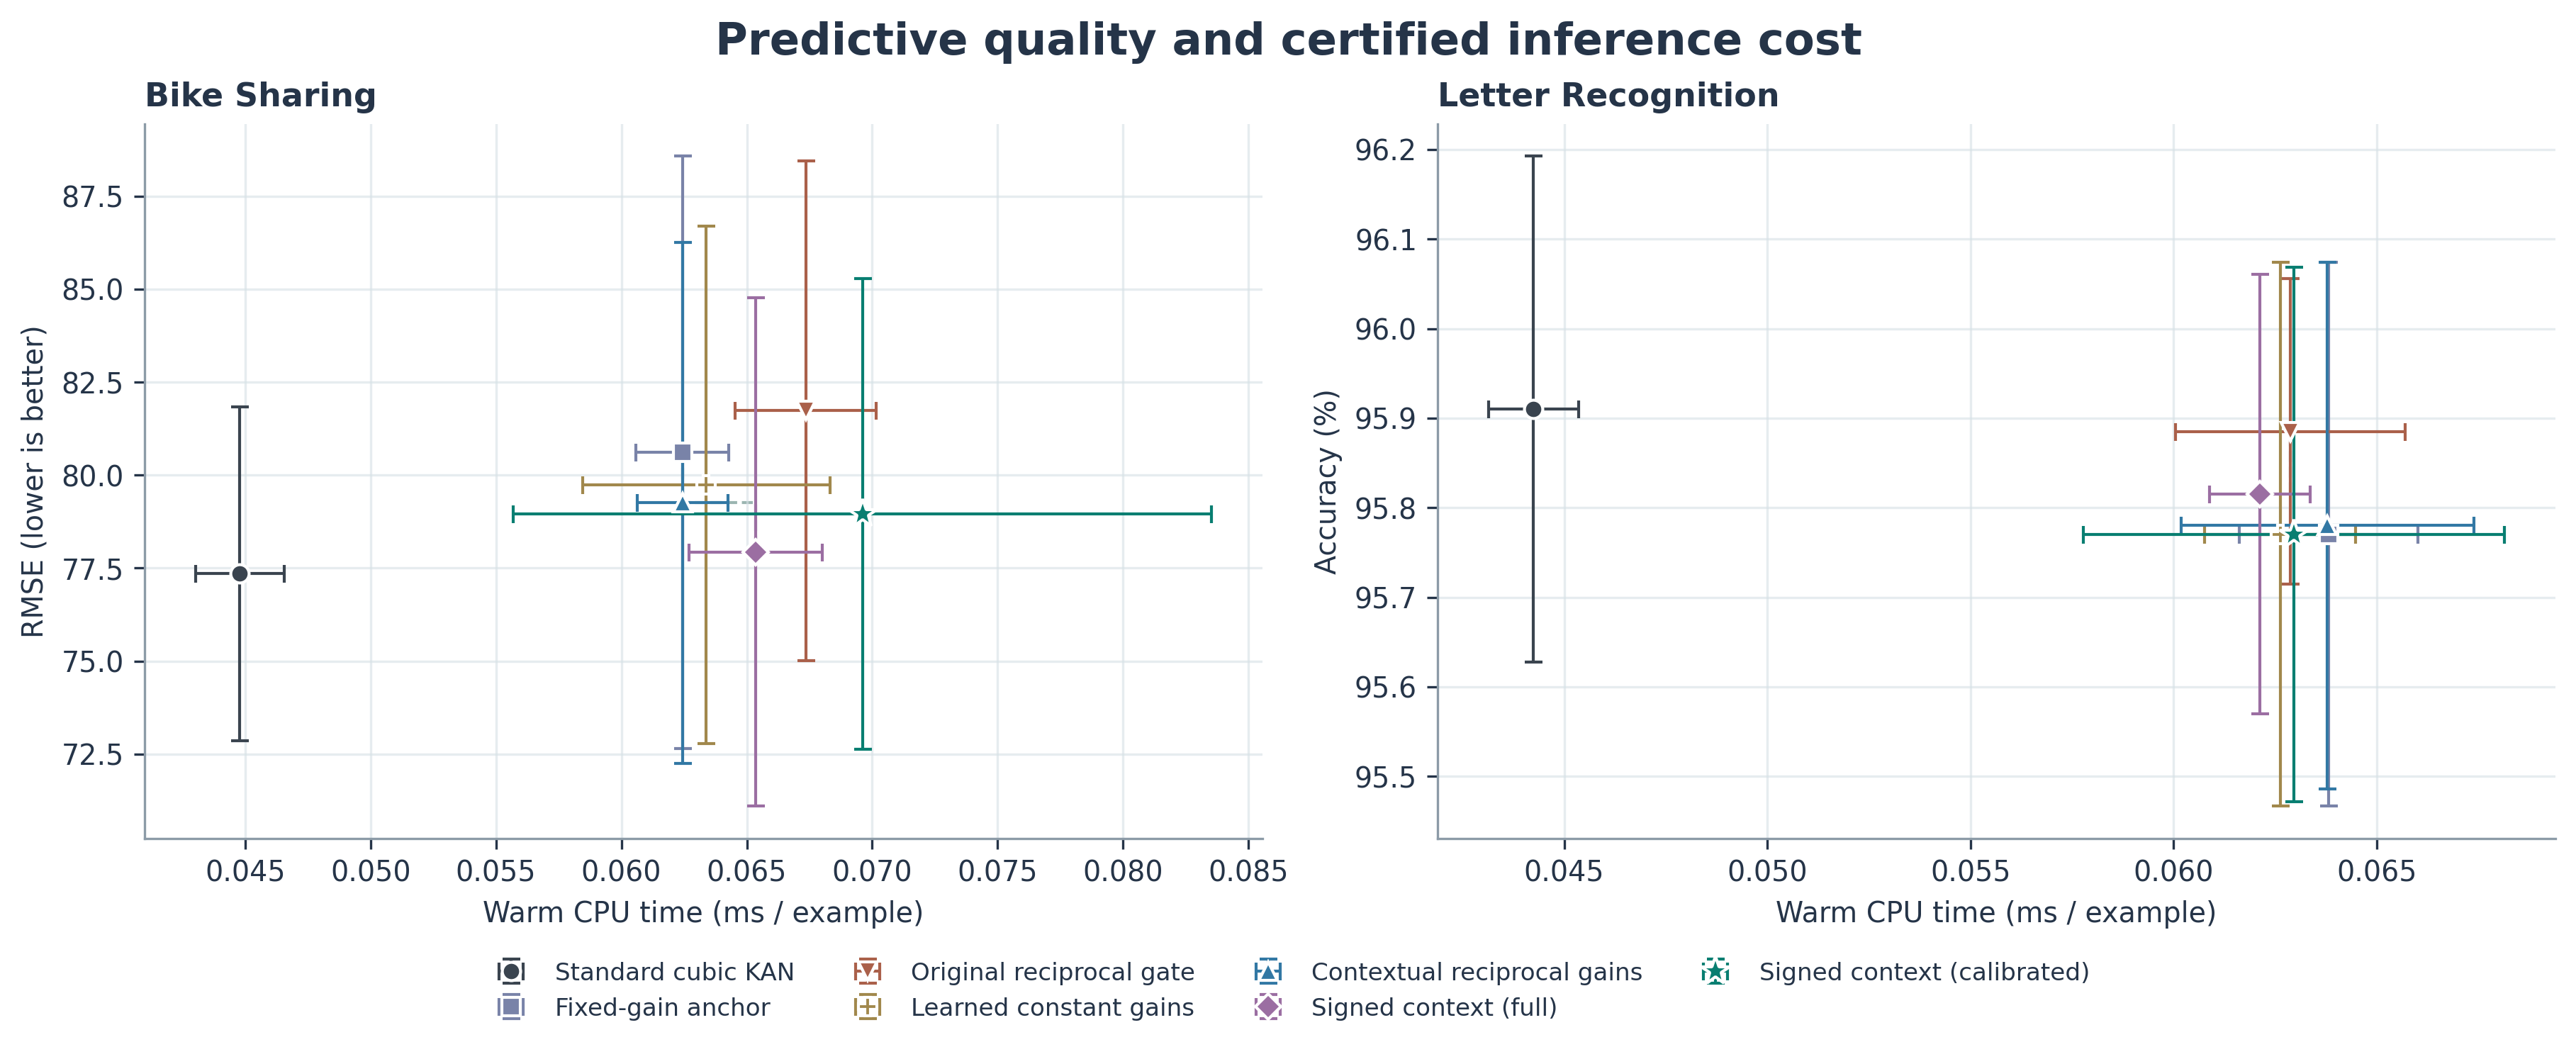 Predictive quality and certified inference cost
Bike Sharing
RMSE (lower is better)
87.5
85.0
82.5
80.0
77.5
75.0
72.5
0.045 0.050 0.055 0.060 0.065 0.070 0.075 0.080 0.085
Warm CPU time (ms / example)
Letter Recognition
Accuracy (%)
96.2
96.1
96.0
95.9
95.8
95.7
95.6
95.5
0.045 0.050 0.055 0.060 0.065
Warm CPU time (ms / example)
Standard cubic KAN
Fixed-gain anchor
Original reciprocal gate
Learned constant gains
Contextual reciprocal gains
Signed context (full)
Signed context (calibrated)